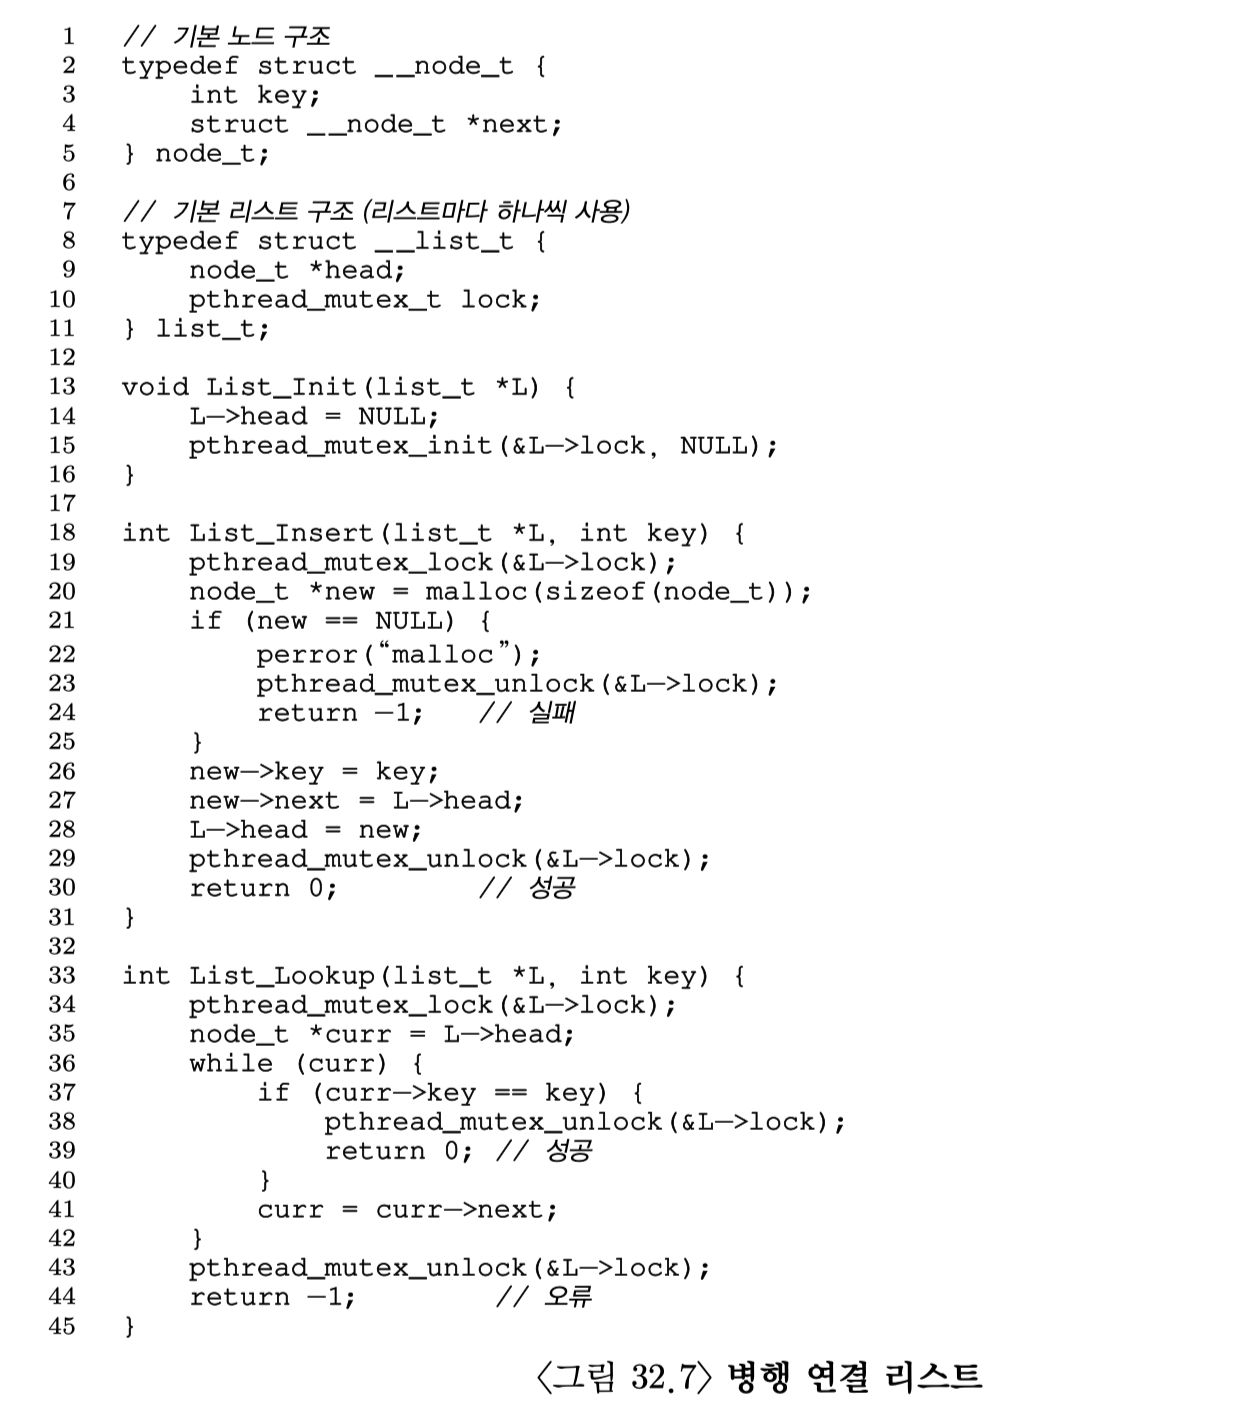 1 // 기본 노드 구조
2 typedef struct __node_t {
3 int key;
4 struct __node_t *next;
5 } node_t;
6
7 // 기본 리스트 구조 (리스트마다 하나씩 사용)
8 typedef struct __list_t {
9 node_t *head;
10 pthread_mutex_t lock;
11 } list_t;
12
13 void List_Init(list_t *L) {
14 L—>head = NULL;
15 pthread_mutex_init(&L—>lock, NULL);
16 }
17
18 int List_Insert(list_t *L, int key) {
19 pthread_mutex_lock(&L—>lock);
20 node_t *new = malloc(sizeof(node_t));
21 if (new == NULL) {
22 perror(“malloc”);
23 pthread_mutex_unlock(&L—>lock);
24 return —1; // 실패
25 }
26 new—>key = key;
27 new—>next = L—>head;
28 L—>head = new;
29 pthread_mutex_unlock(&L—>lock);
30 return 0; // 성공
31 }
32
33 int List_Lookup(list_t *L, int key) {
34 pthread_mutex_lock(&L—>lock);
35 node_t *curr = L—>head;
36 while (curr) {
37 if (curr—>key == key) {
38 pthread_mutex_unlock(&L—>lock);
39 return 0; // 성공
40 }
41 curr = curr—>next;
42 }
43 pthread_mutex_unlock(&L—>lock);
44 return —1; // 오류
45 }
〈그림 32.7〉 병행 연결 리스트